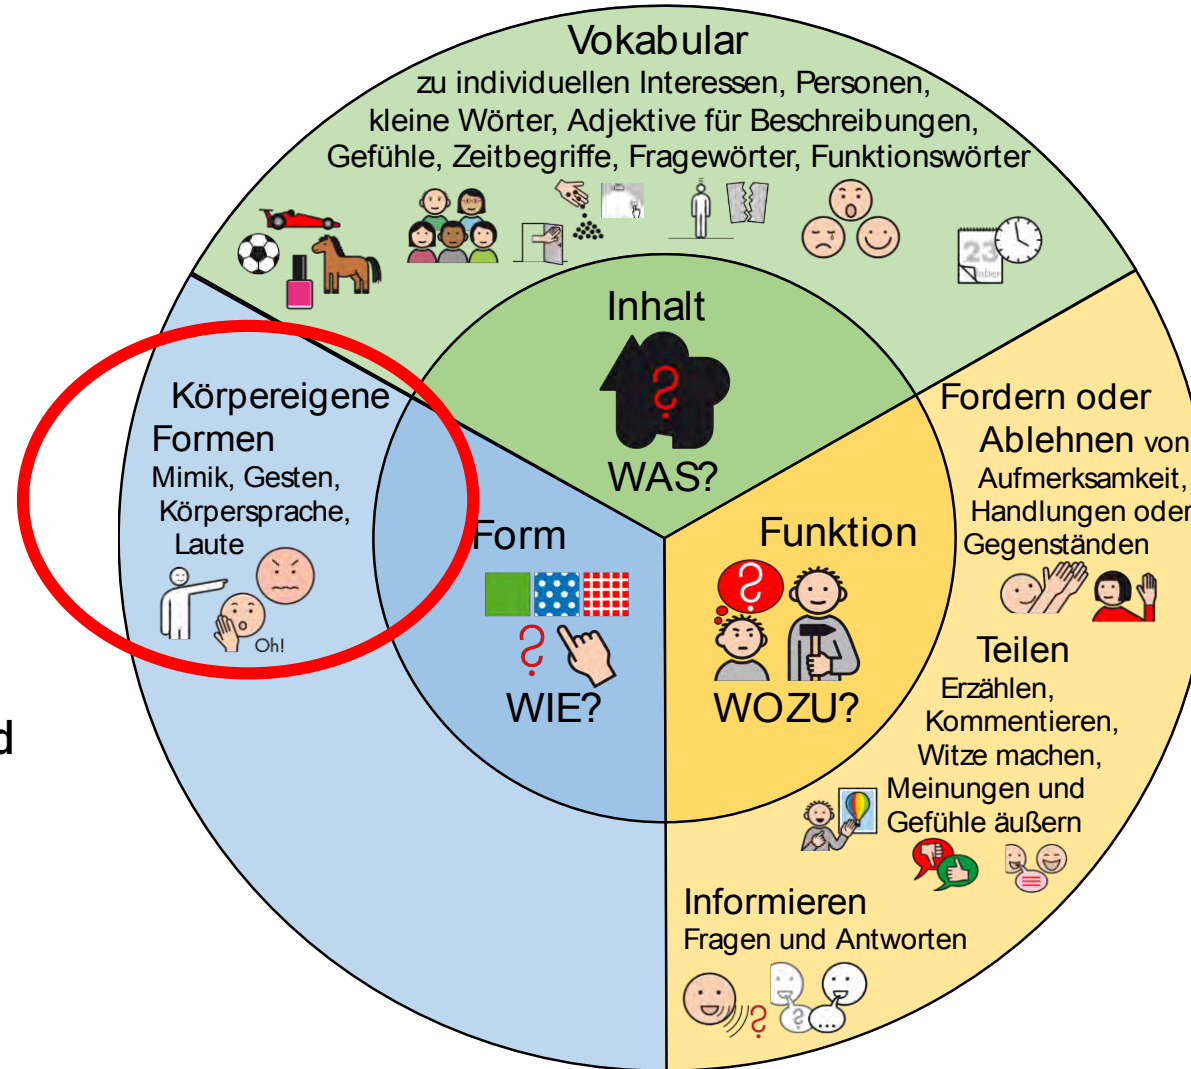 Vokabular
zu individuellen Interessen, Personen,
kleine Wörter, Adjektive für Beschreibungen,
Gefühle, Zeitbegriffe, Fragewörter, Funktionswörter
23
mber
Inhalt
?
WAS?
Körpereigene
Formen
Mimik, Gesten,
Körpersprache,
Laute
Oh!
Form
?
WIE?
Funktion
?
WOZU?
Fordern oder
Ablehnen von
Aufmerksamkeit,
Handlungen oder
Gegenständen
Teilen
Erzählen,
Kommentieren,
Witze machen,
Meinungen und
Gefühle äußern
Informieren
Fragen und Antworten
?
? ...
d